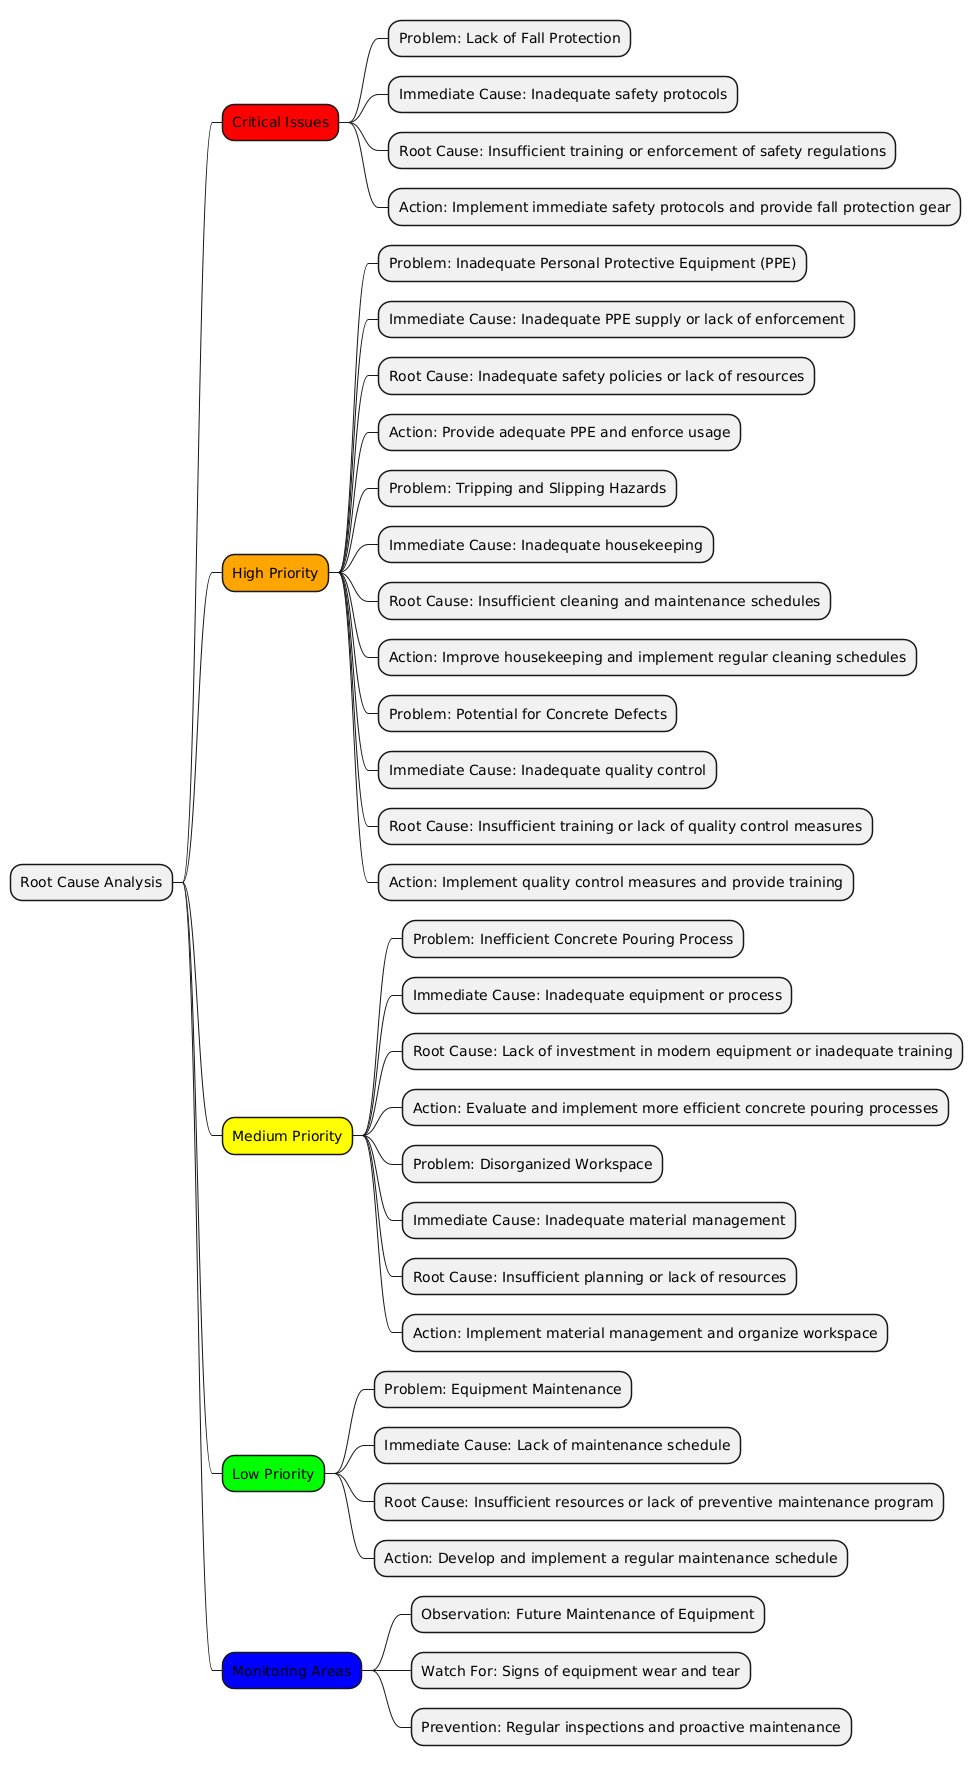 Root Cause Analysis
Critical Issues
Problem: Lack of Fall Protection
Immediate Cause: Inadequate safety protocols
Root Cause: Insufficient training or enforcement of safety regulations
Action: Implement immediate safety protocols and provide fall protection gear
High Priority
Problem: Inadequate Personal Protective Equipment (PPE)
Immediate Cause: Inadequate PPE supply or lack of enforcement
Root Cause: Inadequate safety policies or lack of resources
Action: Provide adequate PPE and enforce usage
Problem: Tripping and Slipping Hazards
Immediate Cause: Inadequate housekeeping
Root Cause: Insufficient cleaning and maintenance schedules
Action: Improve housekeeping and implement regular cleaning schedules
Problem: Potential for Concrete Defects
Immediate Cause: Inadequate quality control
Root Cause: Insufficient training or lack of quality control measures
Action: Implement quality control measures and provide training
Medium Priority
Problem: Inefficient Concrete Pouring Process
Immediate Cause: Inadequate equipment or process
Root Cause: Lack of investment in modern equipment or inadequate training
Action: Evaluate and implement more efficient concrete pouring processes
Problem: Disorganized Workspace
Immediate Cause: Inadequate material management
Root Cause: Insufficient planning or lack of resources
Action: Implement material management and organize workspace
Low Priority
Problem: Equipment Maintenance
Immediate Cause: Lack of maintenance schedule
Root Cause: Insufficient resources or lack of preventive maintenance program
Action: Develop and implement a regular maintenance schedule
Monitoring Areas
Observation: Future Maintenance of Equipment
Watch For: Signs of equipment wear and tear
Prevention: Regular inspections and proactive maintenance